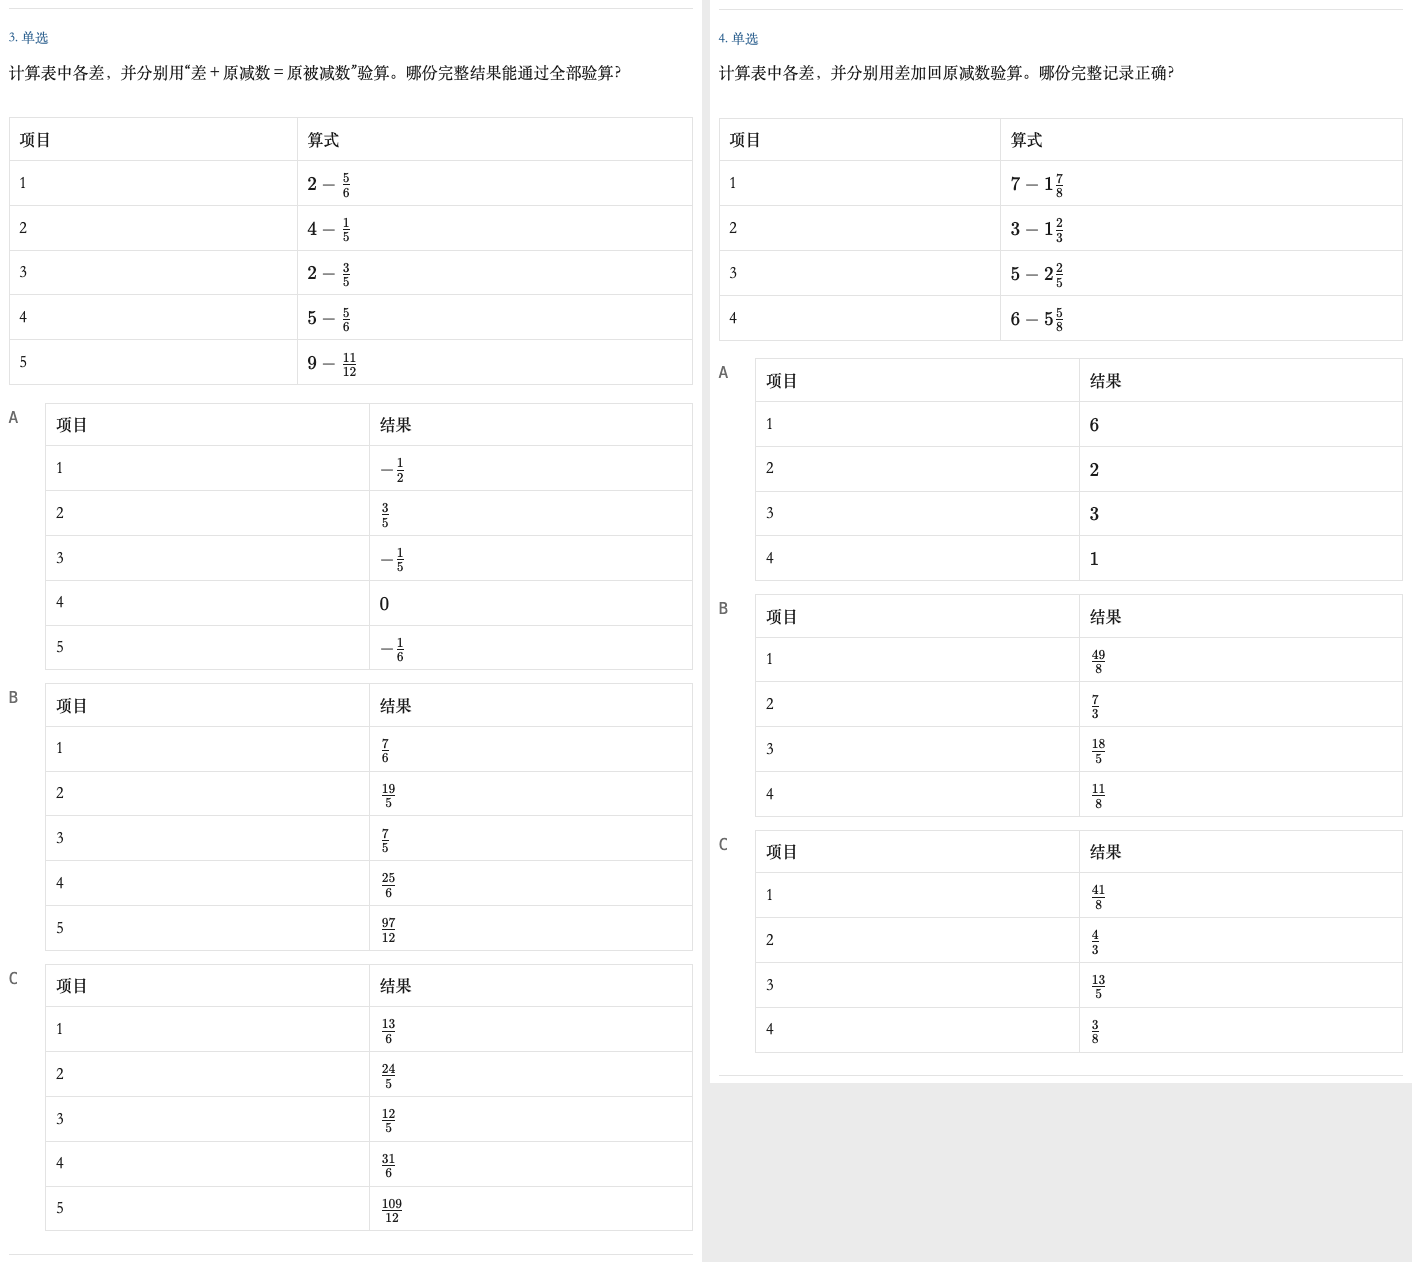 3. 单选
计算表中各差，并分别用“差 + 原减数 = 原被减数”验算。哪份完整结果能通过全部验算?
项目 算式
1 2 − 5/6
2 4 − 1/5
3 2 − 3/5
4 5 − 5/6
5 9 − 11/12
A
项目 结果
1 −1/2
2 3/5
3 −1/5
4 0
5 −1/6
B
项目 结果
1 7/6
2 19/5
3 7/5
4 25/6
5 97/12
C
项目 结果
1 13/6
2 24/5
3 12/5
4 31/6
5 109/12
4. 单选
计算表中各差，并分别用差加回原减数验算。哪份完整记录正确?
项目 算式
1 7 − 1 7/8
2 3 − 1 2/3
3 5 − 2 2/5
4 6 − 5 5/8
A
项目 结果
1 6
2 2
3 3
4 1
B
项目 结果
1 49/8
2 7/3
3 18/5
4 11/8
C
项目 结果
1 41/8
2 4/3
3 13/5
4 3/8